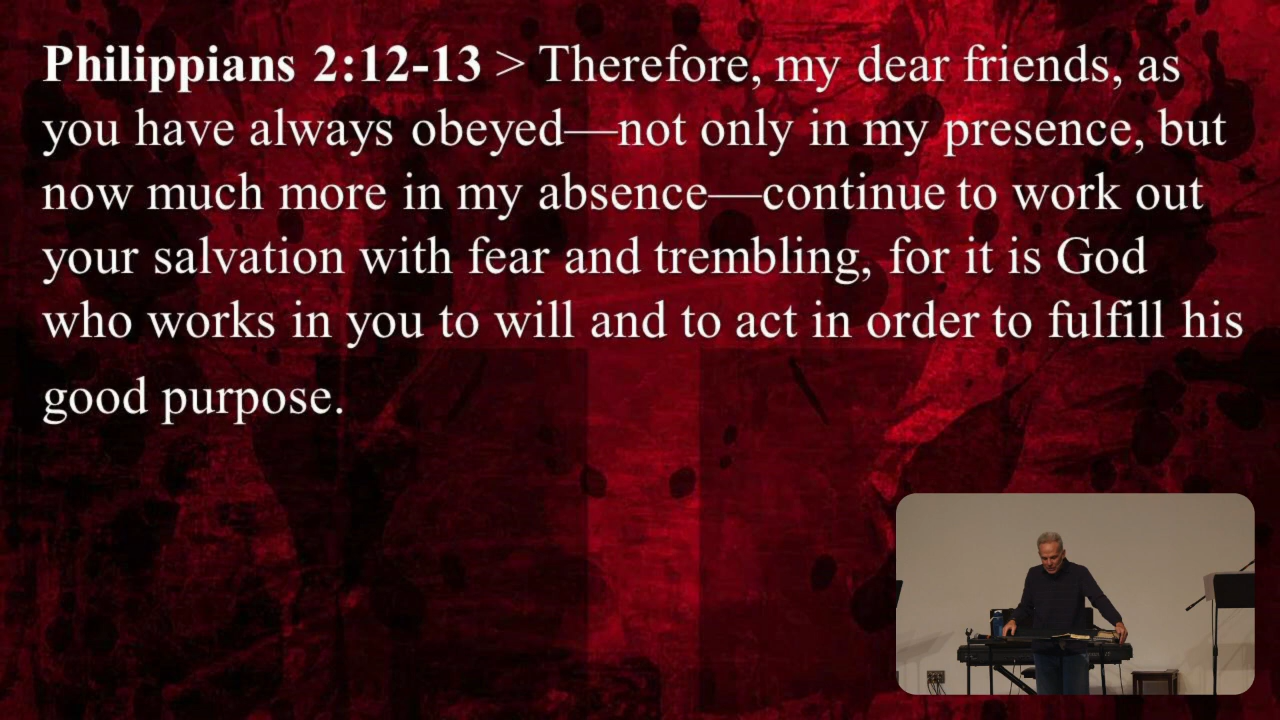 Philippians 2:12-13 > Therefore, my dear friends, as
you have always obeyed—not only in my presence, but
now much more in my absence—continue to work out
your salvation with fear and trembling, for it is God
who works in you to will and to act in order to fulfill his
good purpose.